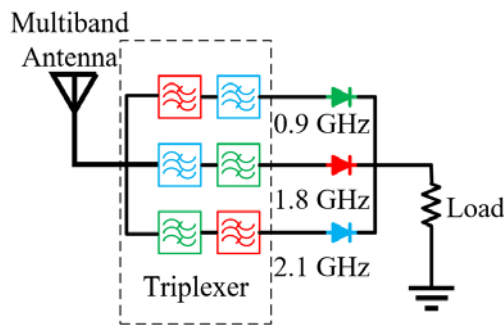 Multiband
Antenna
0.9 GHz
1.8 GHz
Load
2.1 GHz
Triplexer